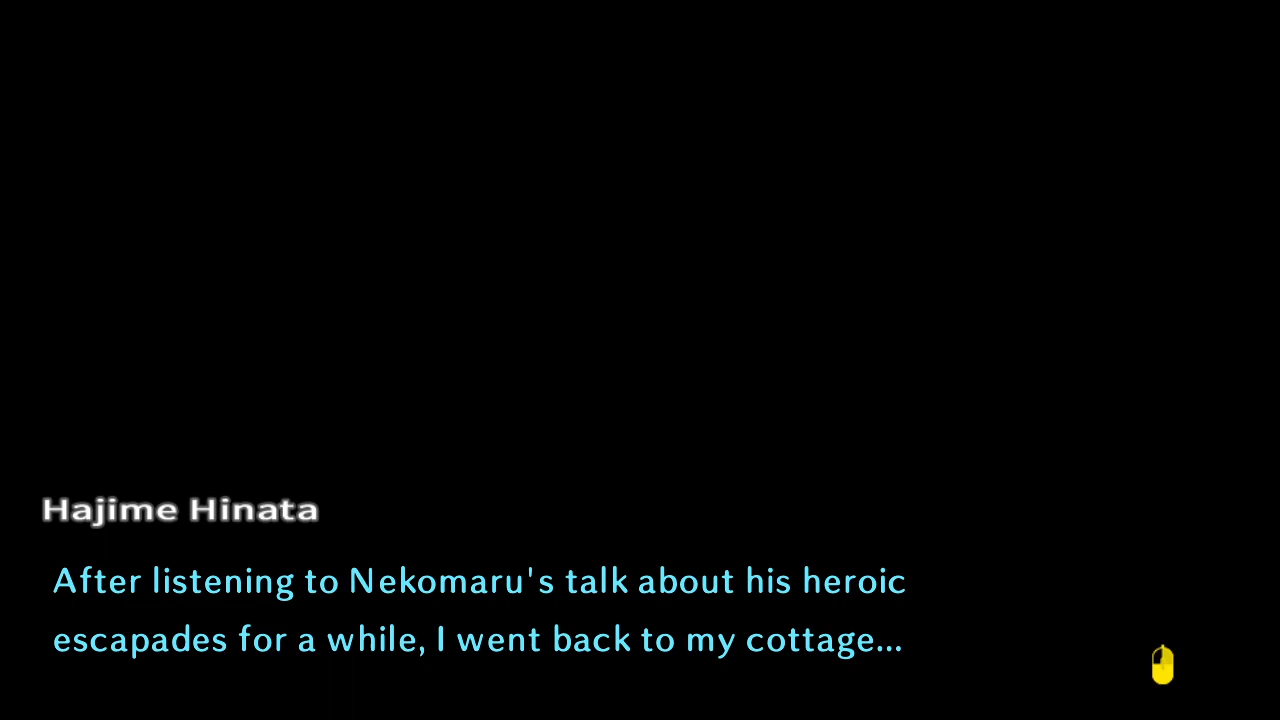 Hajime Hinata
After listening to Nekomaru's talk about his heroic
escapades for a while, I went back to my cottage...